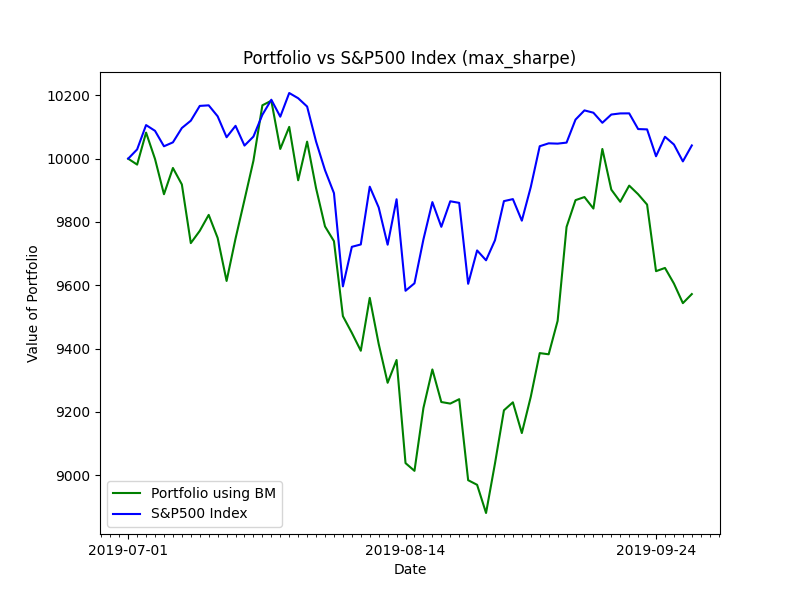 Portfolio vs S&P500 Index (max_sharpe)
10200
10000
9800
9600
9400
9200
9000
Value of Portfolio
Portfolio using BM
S&P500 Index
2019-07-01
2019-08-14
2019-09-24
Date